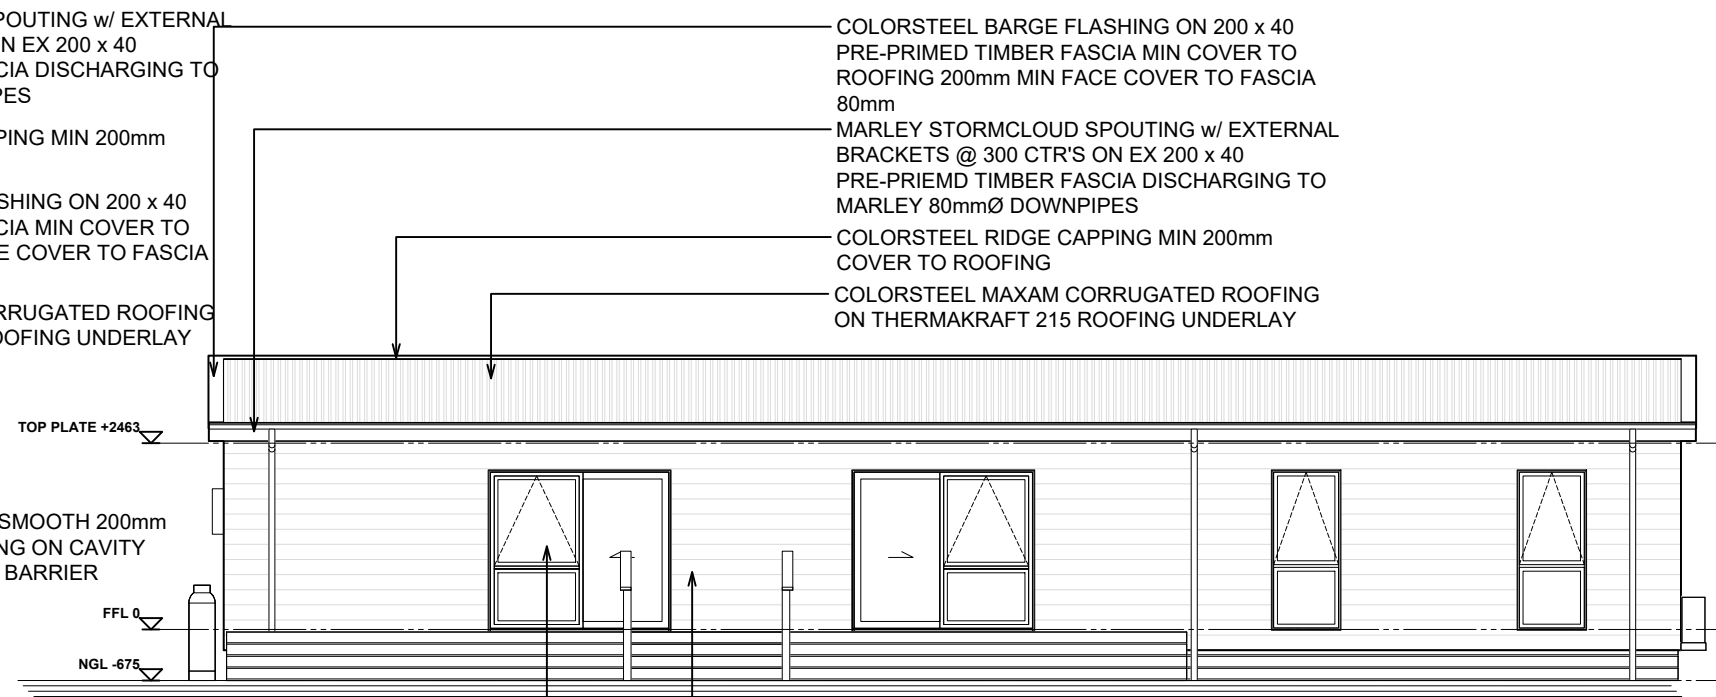 POUTING w/ EXTERNAL
N EX 200 x 40
CIA DISCHARGING TO
PES
PING MIN 200mm
SHING ON 200 x 40
CIA MIN COVER TO
E COVER TO FASCIA
RRUGATED ROOFING
OOFING UNDERLAY
COLORSTEEL BARGE FLASHING ON 200 x 40
PRE-PRIMED TIMBER FASCIA MIN COVER TO
ROOFING 200mm MIN FACE COVER TO FASCIA
80mm
MARLEY STORMCLOUD SPOUTING w/ EXTERNAL
BRACKETS @ 300 CTR'S ON EX 200 x 40
PRE-PRIEMD TIMBER FASCIA DISCHARGING TO
MARLEY 80mmØ DOWNPIPES
COLORSTEEL RIDGE CAPPING MIN 200mm
COVER TO ROOFING
COLORSTEEL MAXAM CORRUGATED ROOFING
ON THERMAKRAFT 215 ROOFING UNDERLAY
TOP PLATE +2463
SMOOTH 200mm
NG ON CAVITY
BARRIER
FFL 0
NGL -675